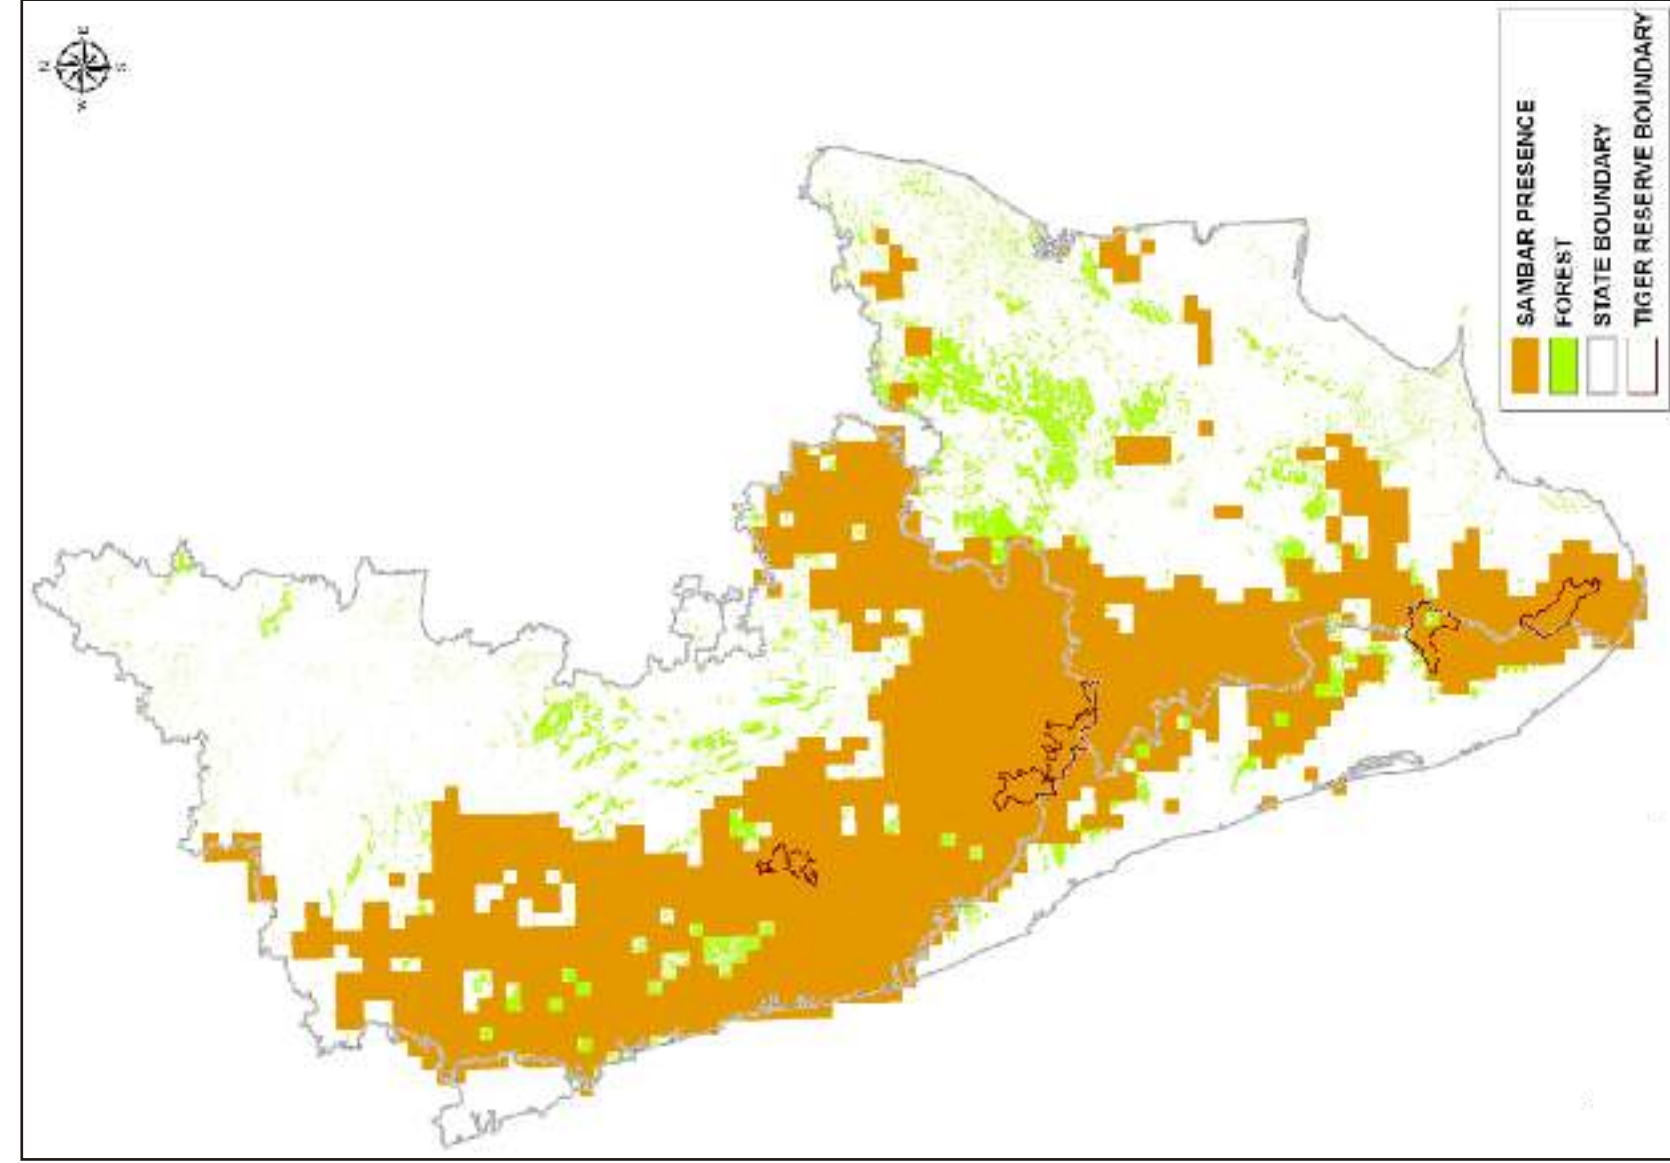 E
N
S
W
SAMBAR PRESENCE
FOREST
STATE BOUNDARY
TIGER RESERVE BOUNDARY